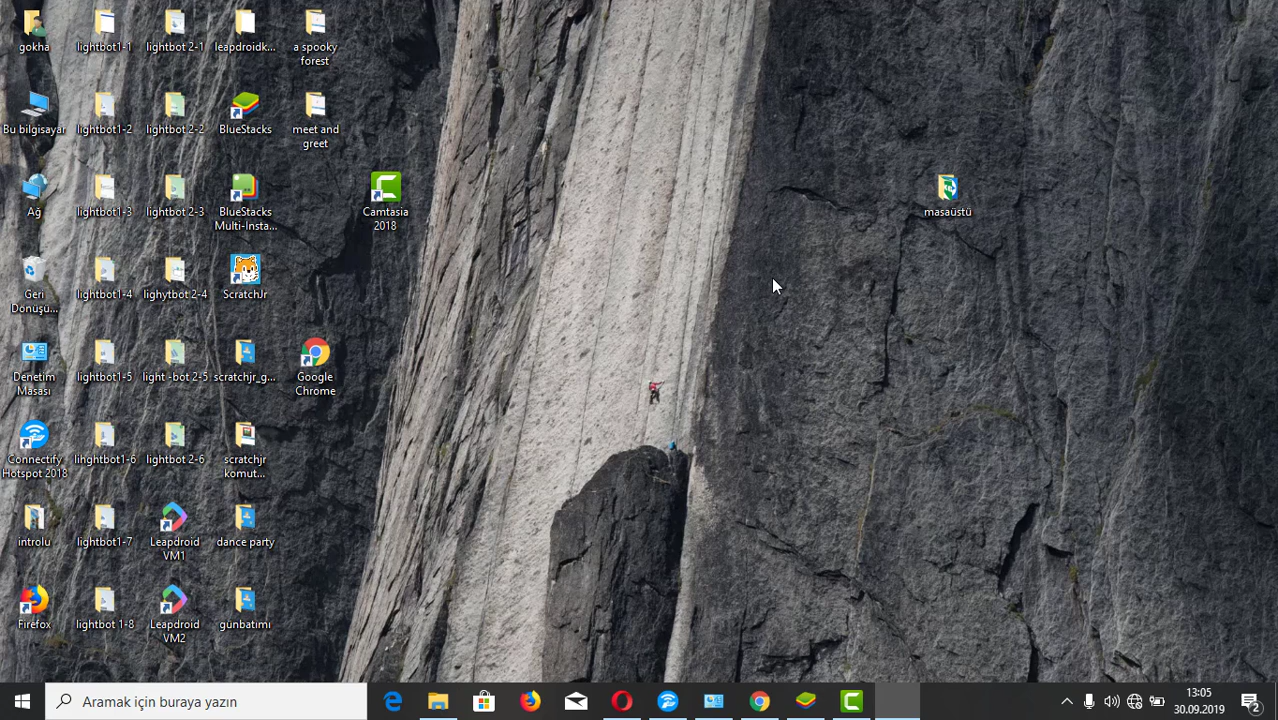 gokha
lightbot1-1
lightbot 2-1
leapdroidk...
a spooky
forest
Bu bilgisayar
lightbot1-2
lightbot 2-2
BlueStacks
meet and
greet
Ağ
lightbot1-3
lightbot 2-3
BlueStacks
Multi-Insta...
Camtasia
2018
masaüstü
Geri
Dönüşü...
lightbot1-4
lighytbot 2-4
ScratchJr
Denetim
Masası
lightbot1-5
light -bot 2-5
scratchjr_g...
Google
Chrome
Connectify
Hotspot 2018
lihghtbot1-6
lightbot 2-6
scratchjr
komut...
introlu
lightbot1-7
Leapdroid
VM1
dance party
Firefox
lightbot 1-8
Leapdroid
VM2
günbatımı
Aramak için buraya yazın
13:05
30.09.2019
2